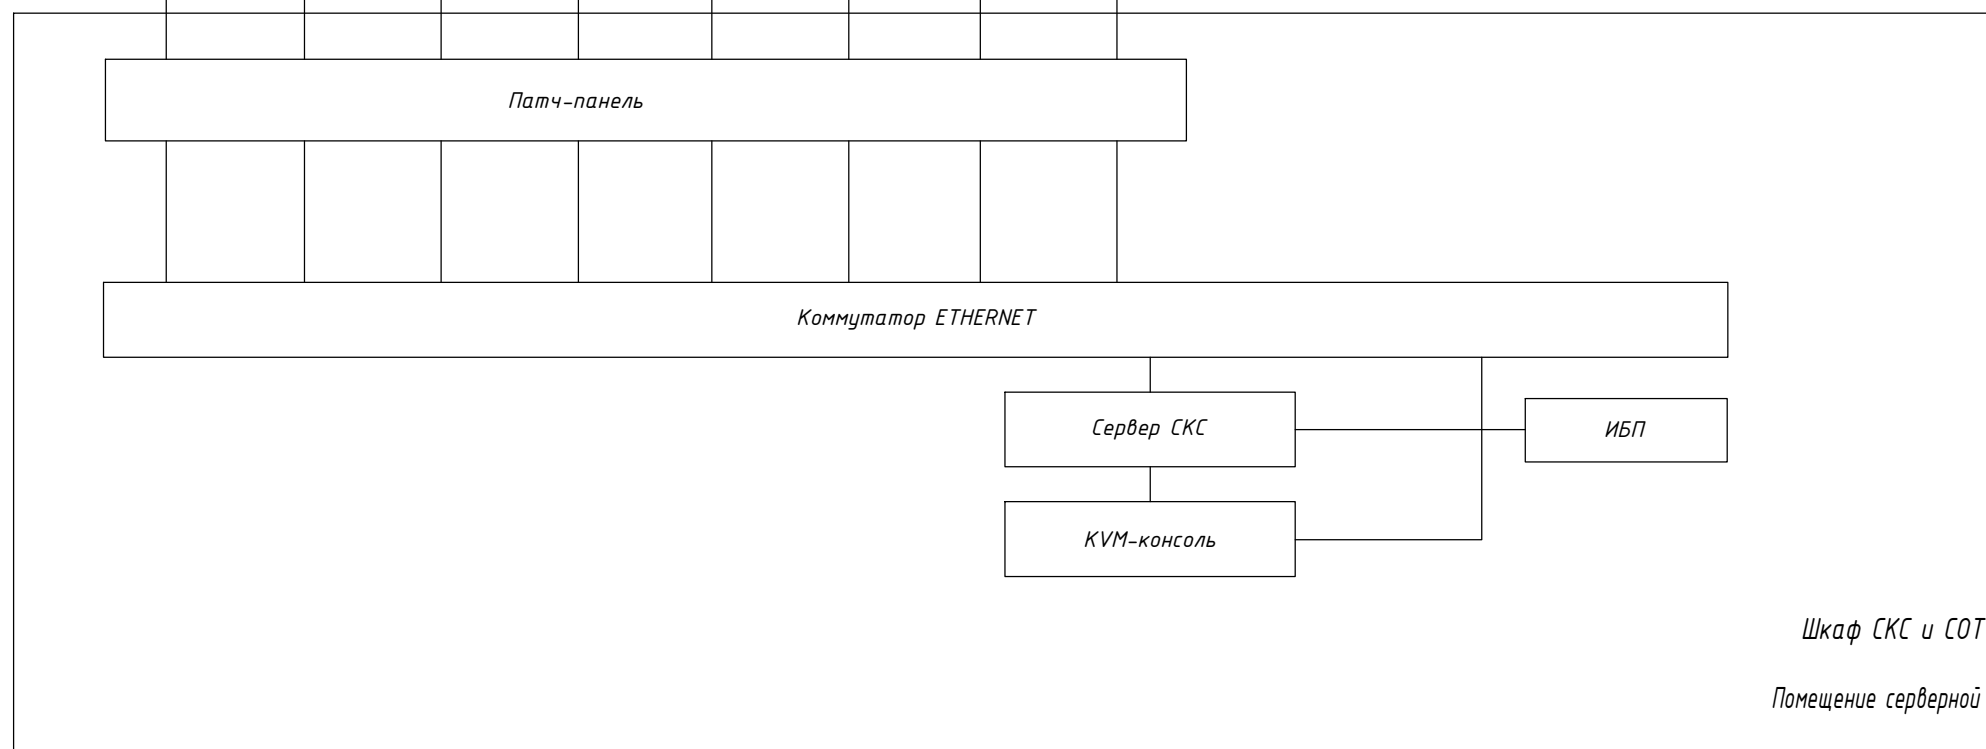 Патч-панель
Коммутатор ETHERNET
Сервер СКС
ИБП
KVM-консоль
Шкаф СКС и СОТ
Помещение серверной